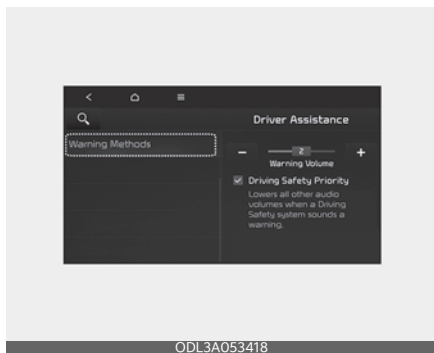 Driver Assistance
Warning Methods
2
Warning Volume
Driving Safety Priority
Lowers all other audio
volumes when a Driving
Safety system sounds a
warning.
ODL3A053418